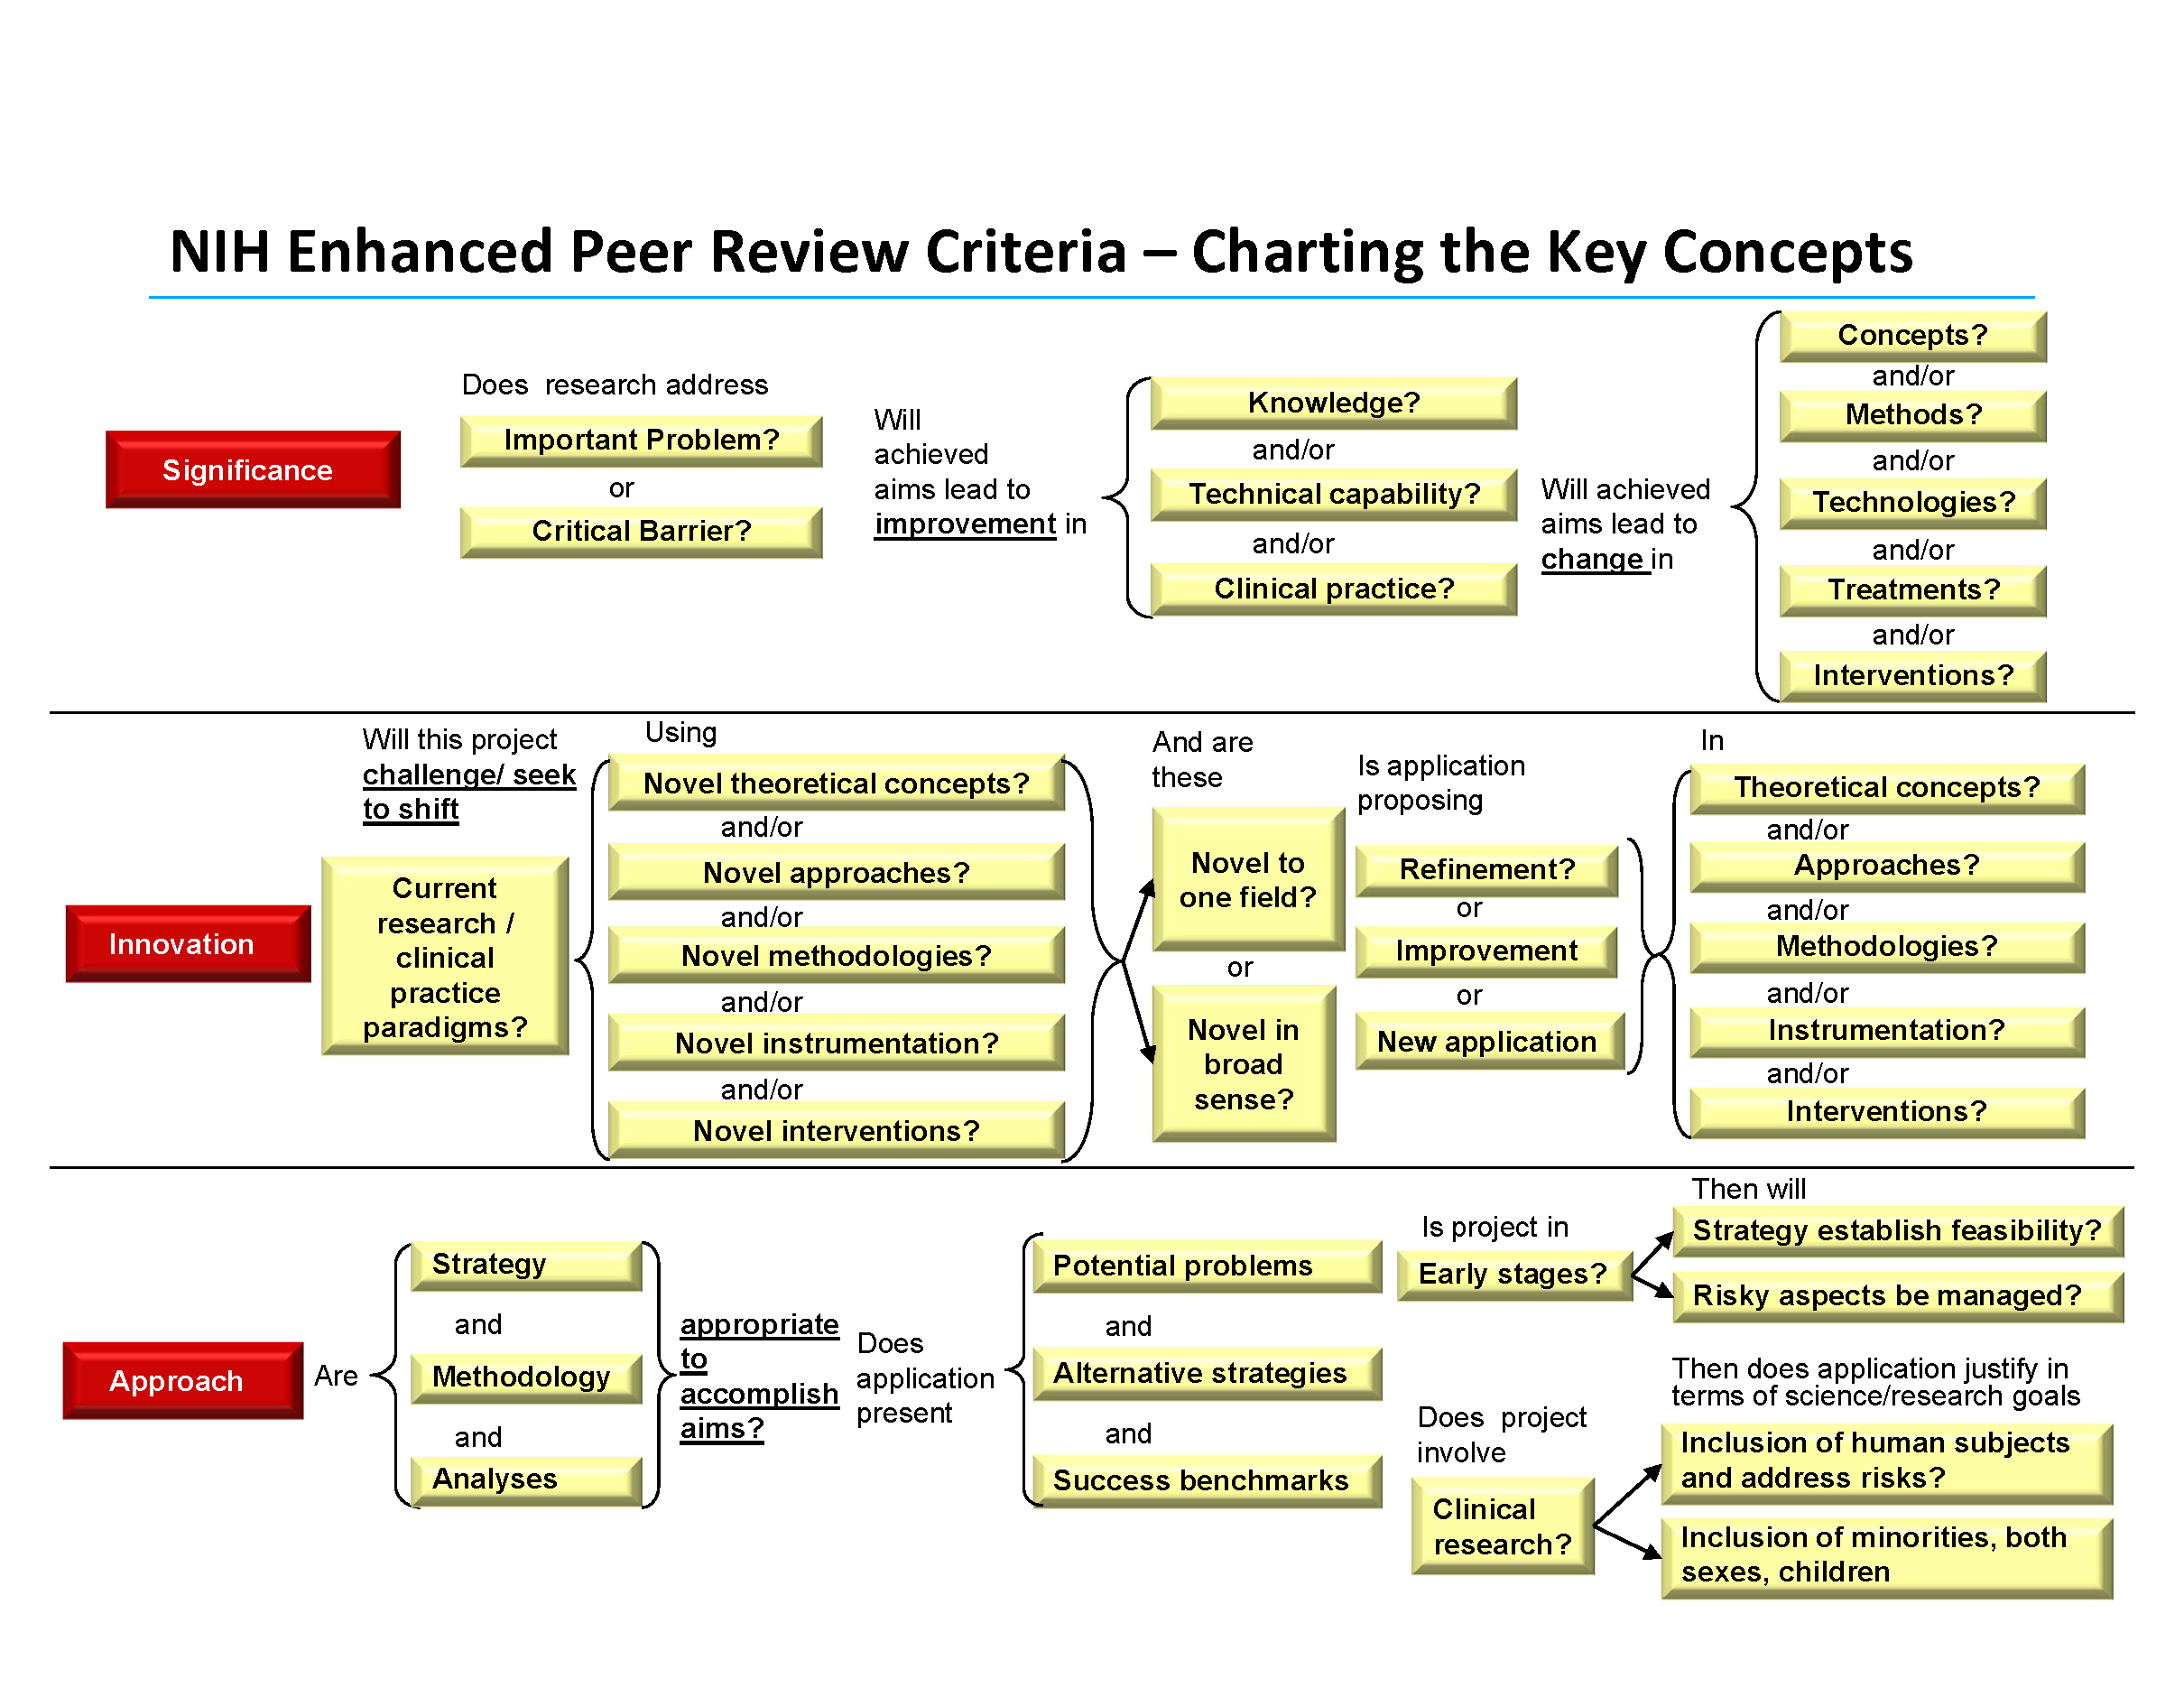 NIH Enhanced Peer Review Criteria – Charting the Key Concepts
Significance
Does research address
Important Problem?
or
Critical Barrier?
Will
achieved
aims lead to
improvement in
Knowledge?
and/or
Technical capability?
and/or
Clinical practice?
Will achieved
aims lead to
change in
Concepts?
and/or
Methods?
and/or
Technologies?
and/or
Treatments?
and/or
Interventions?
Innovation
Will this project
challenge/ seek
to shift
Current
research /
clinical
practice
paradigms?
Using
Novel theoretical concepts?
and/or
Novel approaches?
and/or
Novel methodologies?
and/or
Novel instrumentation?
and/or
Novel interventions?
And are
these
Novel to
one field?
or
Novel in
broad
sense?
Is application
proposing
Refinement?
or
Improvement
or
New application
In
Theoretical concepts?
and/or
Approaches?
and/or
Methodologies?
and/or
Instrumentation?
and/or
Interventions?
Approach
Are
Strategy
and
Methodology
and
Analyses
appropriate
to
accomplish
aims?
Does
application
present
Potential problems
and
Alternative strategies
and
Success benchmarks
Is project in
Early stages?
Then will
Strategy establish feasibility?
Risky aspects be managed?
Does project
involve
Clinical
research?
Then does application justify in
terms of science/research goals
Inclusion of human subjects
and address risks?
Inclusion of minorities, both
sexes, children